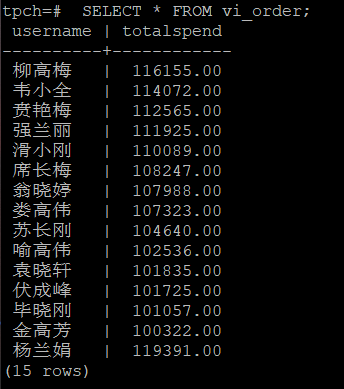 tpch=#  SELECT * FROM vi_order;
 username | totalspend
----------+------------
 柳高梅   |  116155.00
 韦小全   |  114072.00
 贲艳梅   |  112565.00
 强兰丽   |  111925.00
 滑小刚   |  110089.00
 席长梅   |  108247.00
 翁晓婷   |  107988.00
 娄高伟   |  107323.00
 苏长刚   |  104640.00
 喻高伟   |  102536.00
 袁晓轩   |  101835.00
 伏成峰   |  101725.00
 毕晓刚   |  101057.00
 金高芳   |  100322.00
 杨兰娟   |  119391.00
(15 rows)